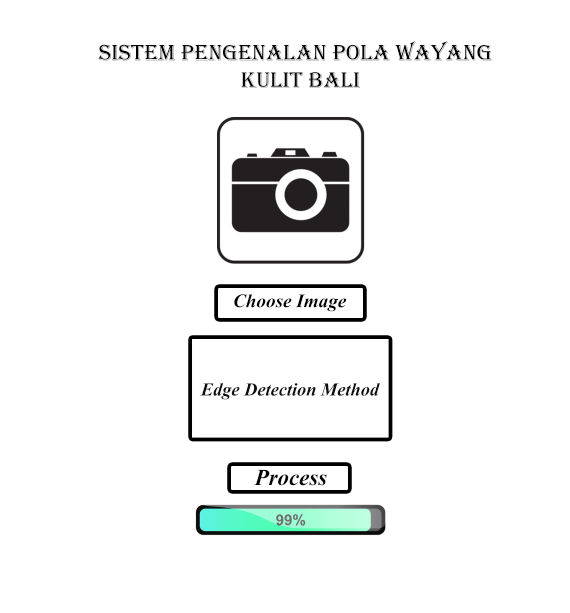 SISTEM PENGENALAN POLA WAYANG
KULIT BALI
Choose Image
Edge Detection Method
Process
99%